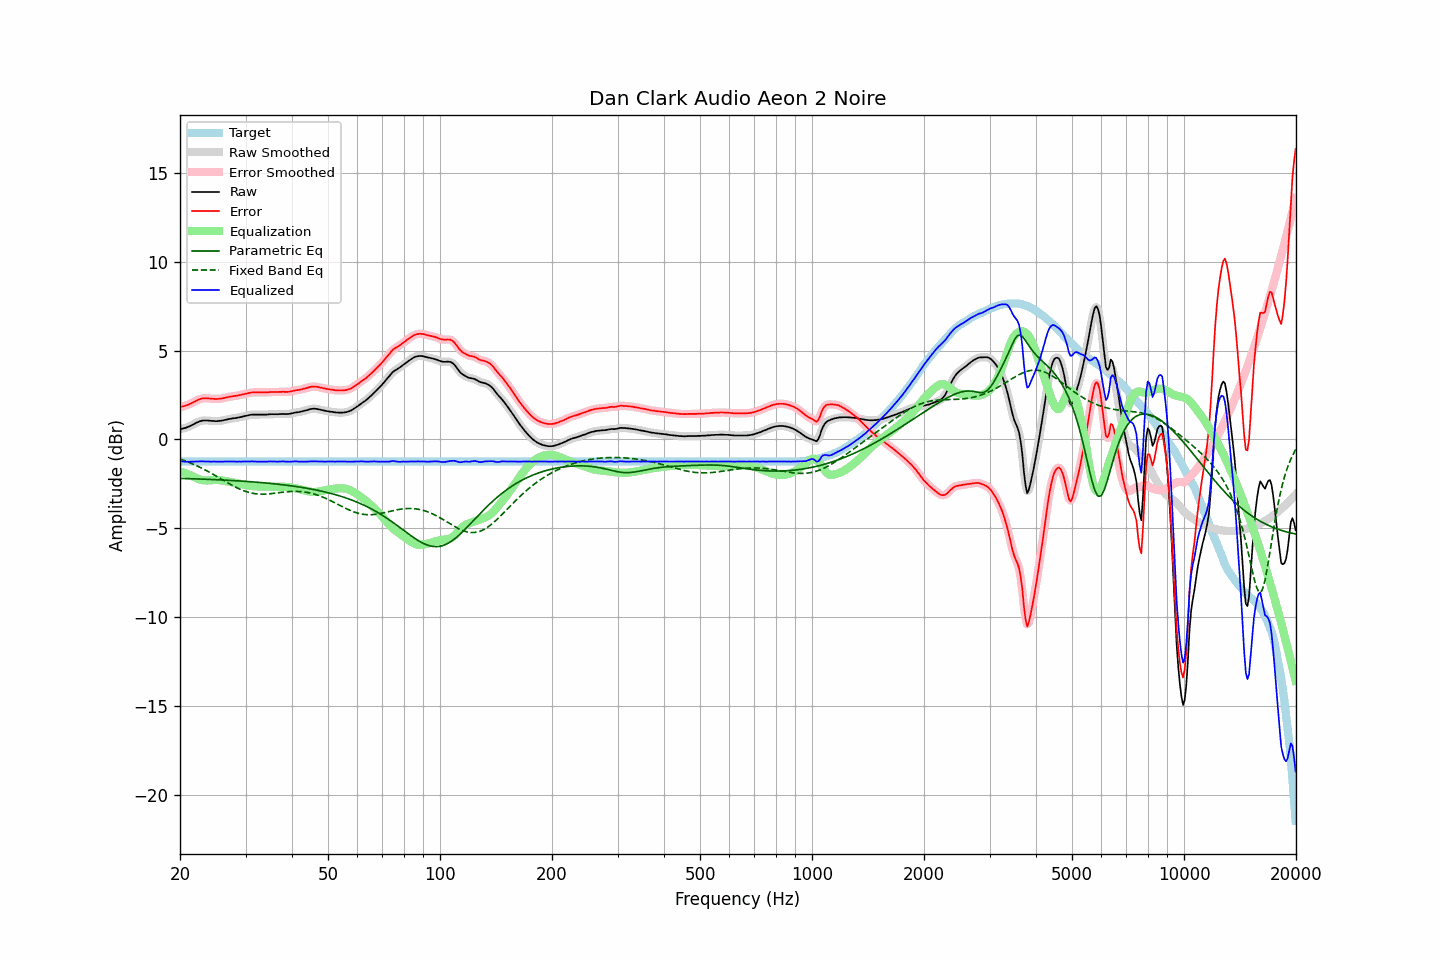 Dan Clark Audio Aeon 2 Noire
Target
Raw Smoothed
Error Smoothed
Raw
Error
Equalization
Parametric Eq
Fixed Band Eq
Equalized
15
10
5
0
−5
−10
−15
−20
Amplitude (dBr)
20
50
100
200
500
1000
2000
5000
10000
20000
Frequency (Hz)